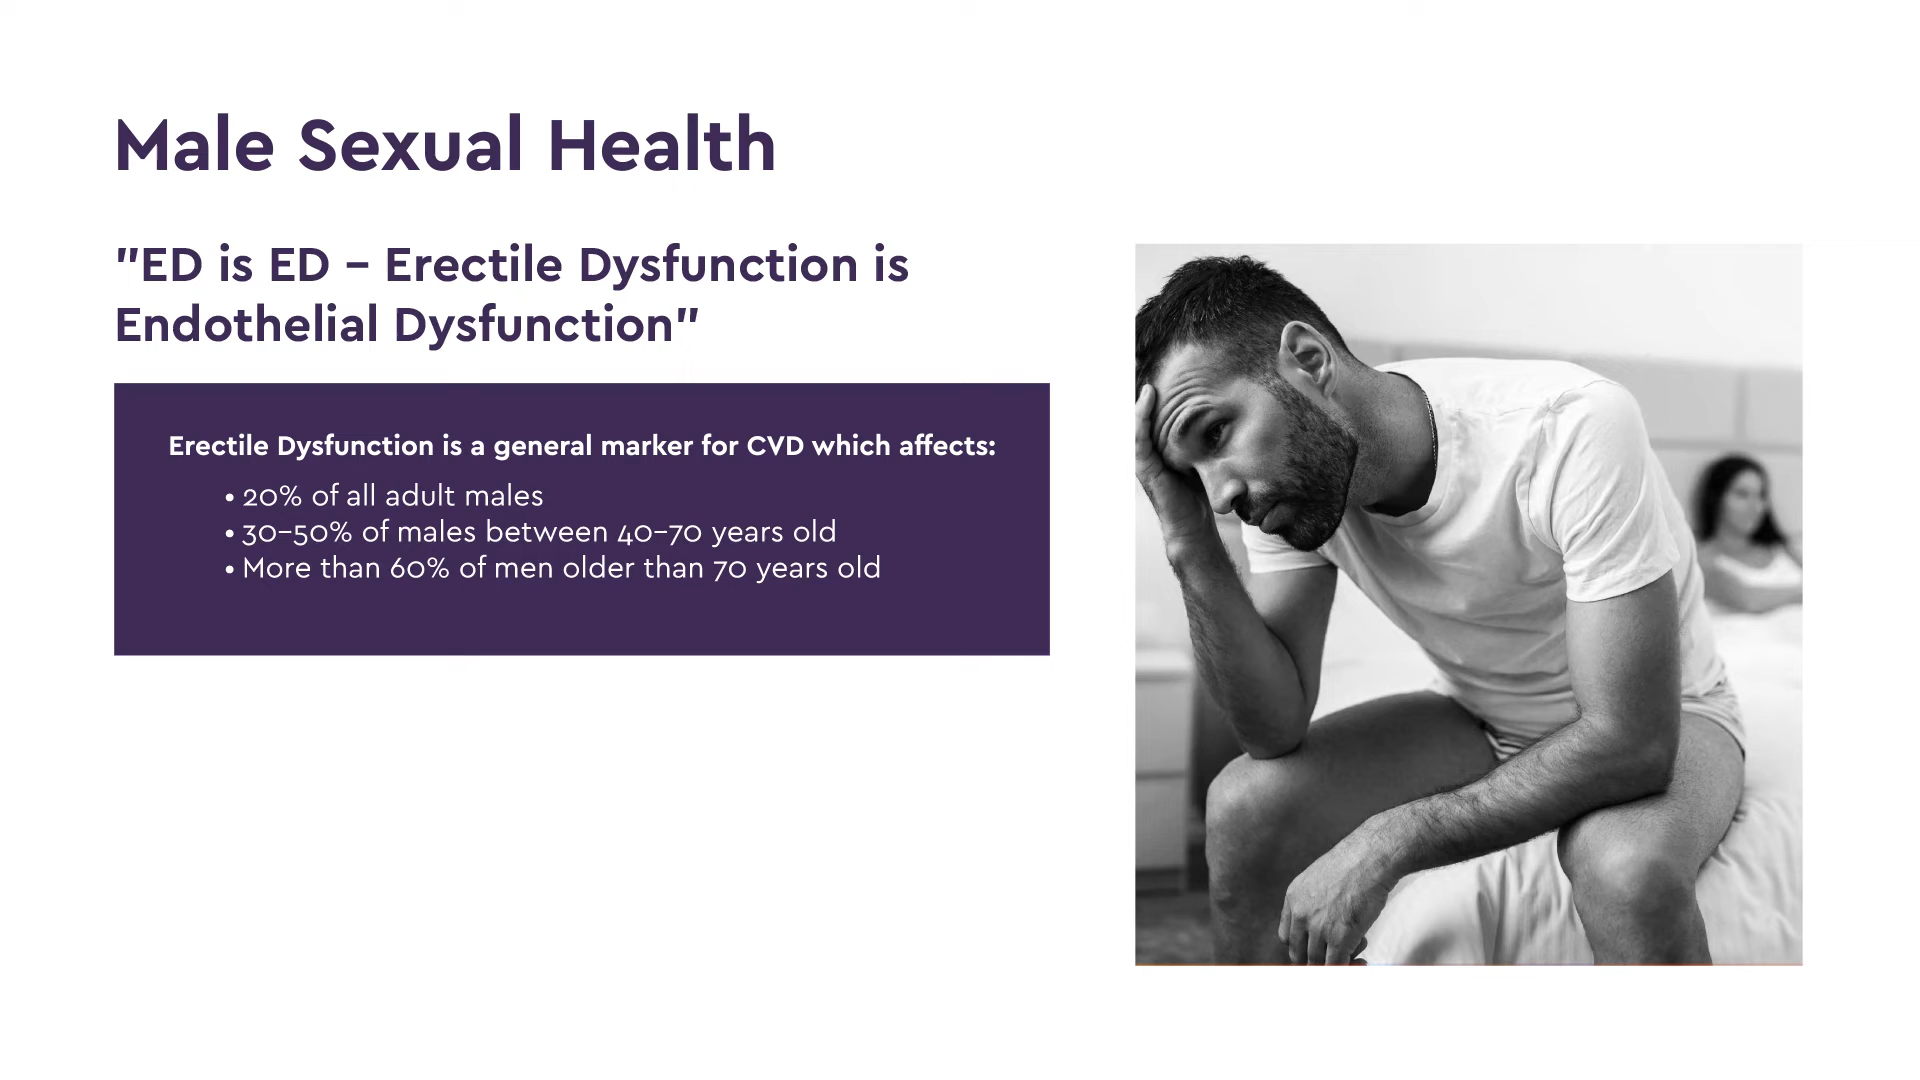 Male Sexual Health
"ED is ED – Erectile Dysfunction is
Endothelial Dysfunction"
Erectile Dysfunction is a general marker for CVD which affects:
• 20% of all adult males
• 30–50% of males between 40–70 years old
• More than 60% of men older than 70 years old